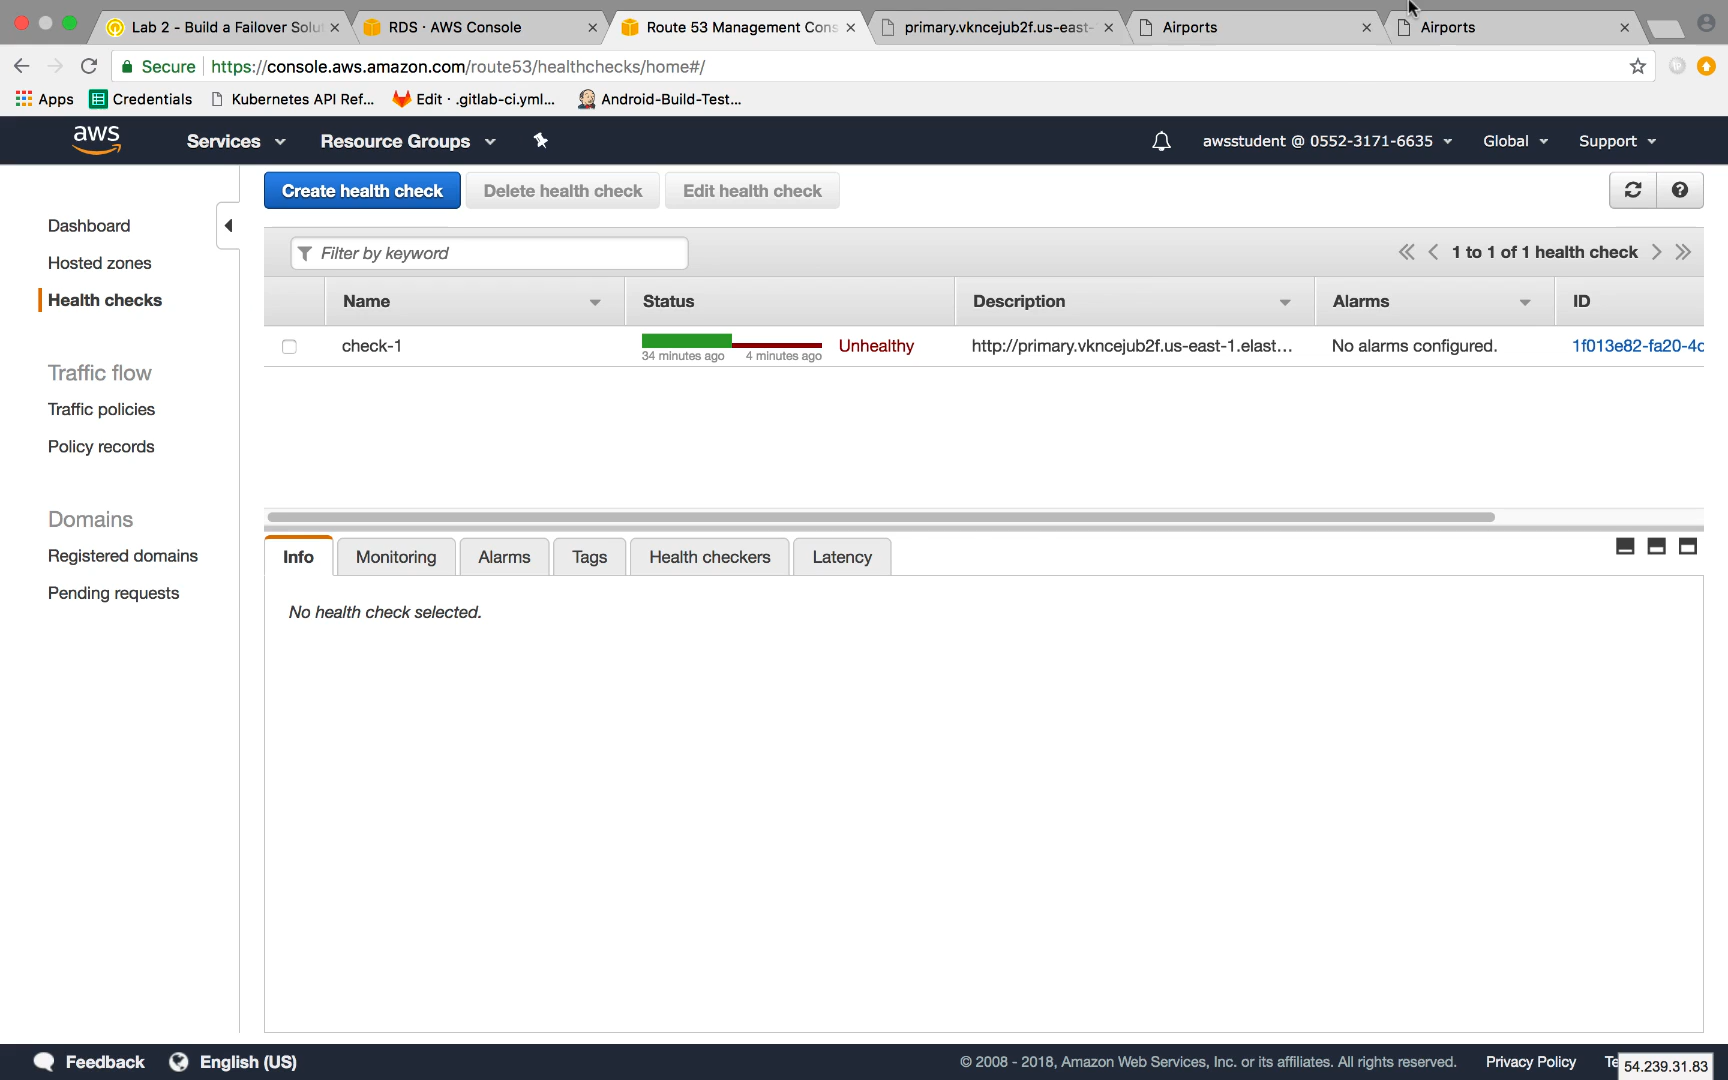 Lab 2 - Build a Failover Solu
RDS · AWS Console
Route 53 Management Cons
primary.vkncejub2f.us-east-
Airports
Airports
Secure
https://console.aws.amazon.com/route53/healthchecks/home#/
Apps
Credentials
Kubernetes API Ref...
Edit · .gitlab-ci.yml...
Android-Build-Test...
aws
Services
Resource Groups
awsstudent @ 0552-3171-6635
Global
Support
Create health check
Delete health check
Edit health check
Dashboard
Hosted zones
Health checks
Traffic flow
Traffic policies
Policy records
Domains
Registered domains
Pending requests
Filter by keyword
1 to 1 of 1 health check
Name
Status
Description
Alarms
ID
check-1
34 minutes ago
4 minutes ago
Unhealthy
http://primary.vkncejub2f.us-east-1.elast...
No alarms configured.
1f013e82-fa20-4c
Info
Monitoring
Alarms
Tags
Health checkers
Latency
No health check selected.
Feedback
English (US)
© 2008 - 2018, Amazon Web Services, Inc. or its affiliates. All rights reserved.
Privacy Policy
Te
54.239.31.83